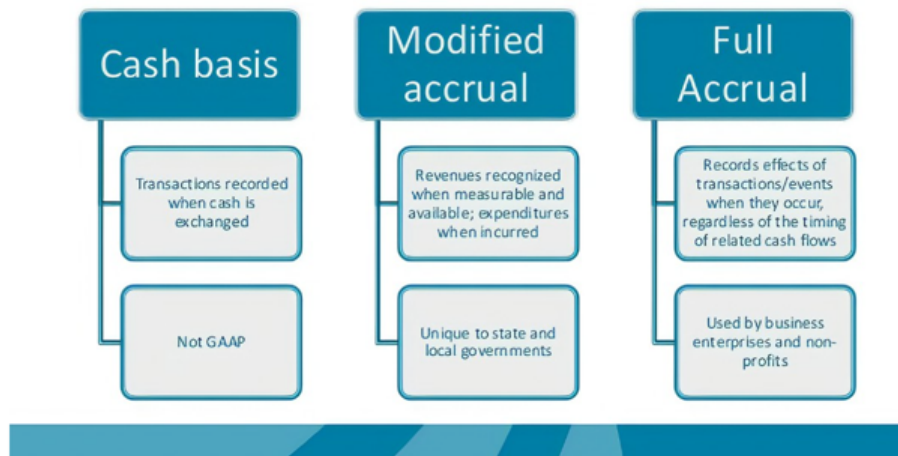 Cash basis
Transactions recorded
when cash is
exchanged
Not GAAP
Modified
accrual
Revenues recognized
when measurable and
available; expenditures
when incurred
Unique to state and
local governments
Full
Accrual
Records effects of
transactions/events
when they occur,
regardless of the timing
of related cash flows
Used by business
enterprises and non-
profits